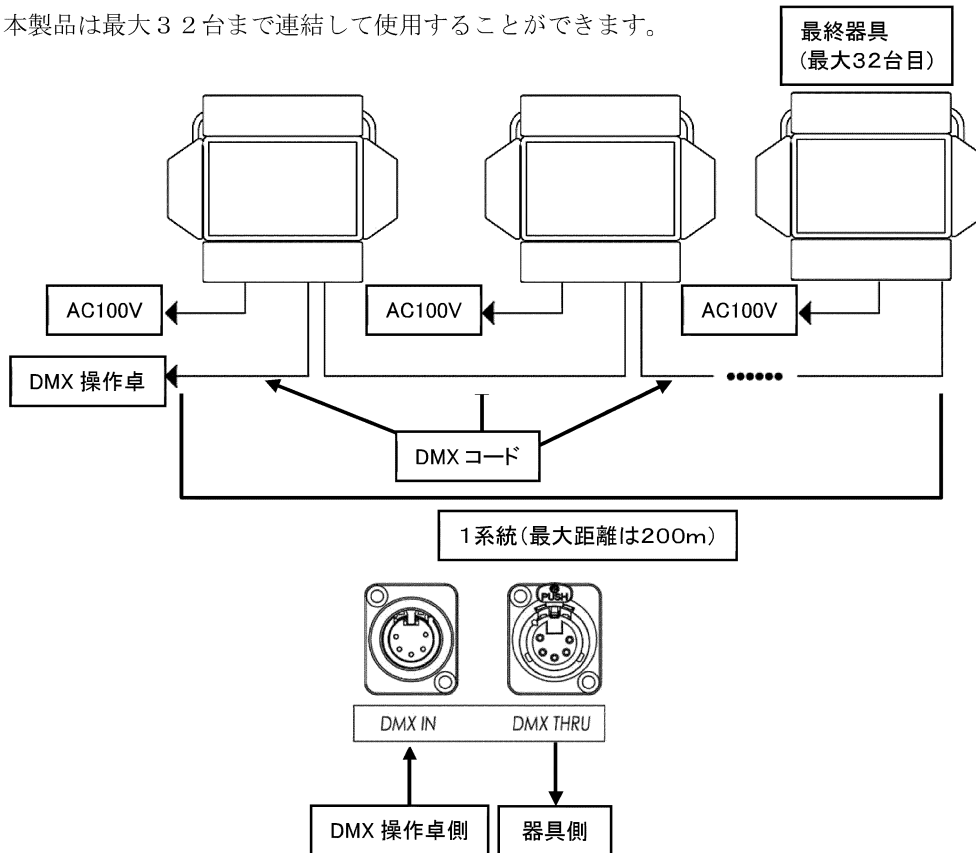 本製品は最大３２台まで連結して使用することができます。
最終器具
(最大32台目)
AC100V
AC100V
AC100V
DMX 操作卓
••••••
DMX コード
1系統(最大距離は200m)
PUSH
DMX IN
DMX THRU
DMX 操作卓側
器具側